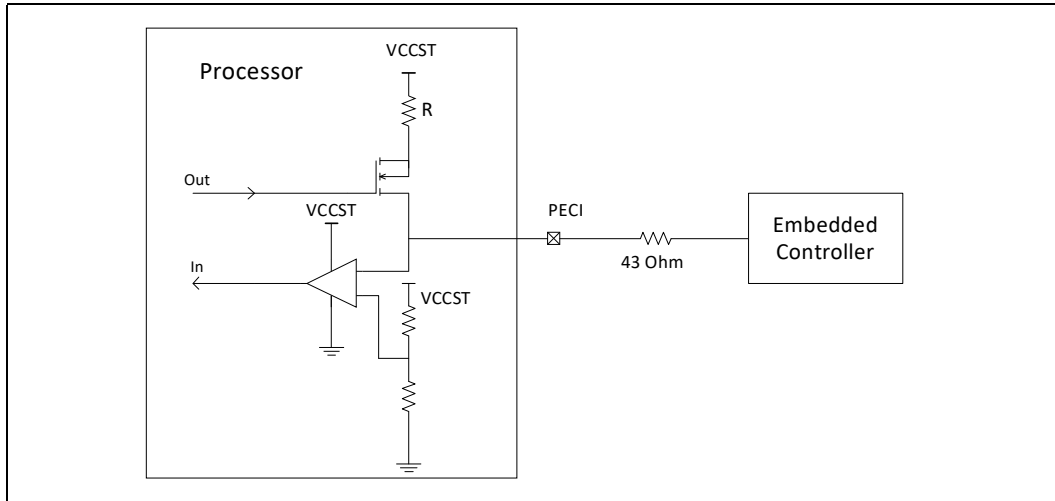 VCCST
Processor
R
Out
VCCST
PECI
Embedded
Controller
43 Ohm
In
VCCST